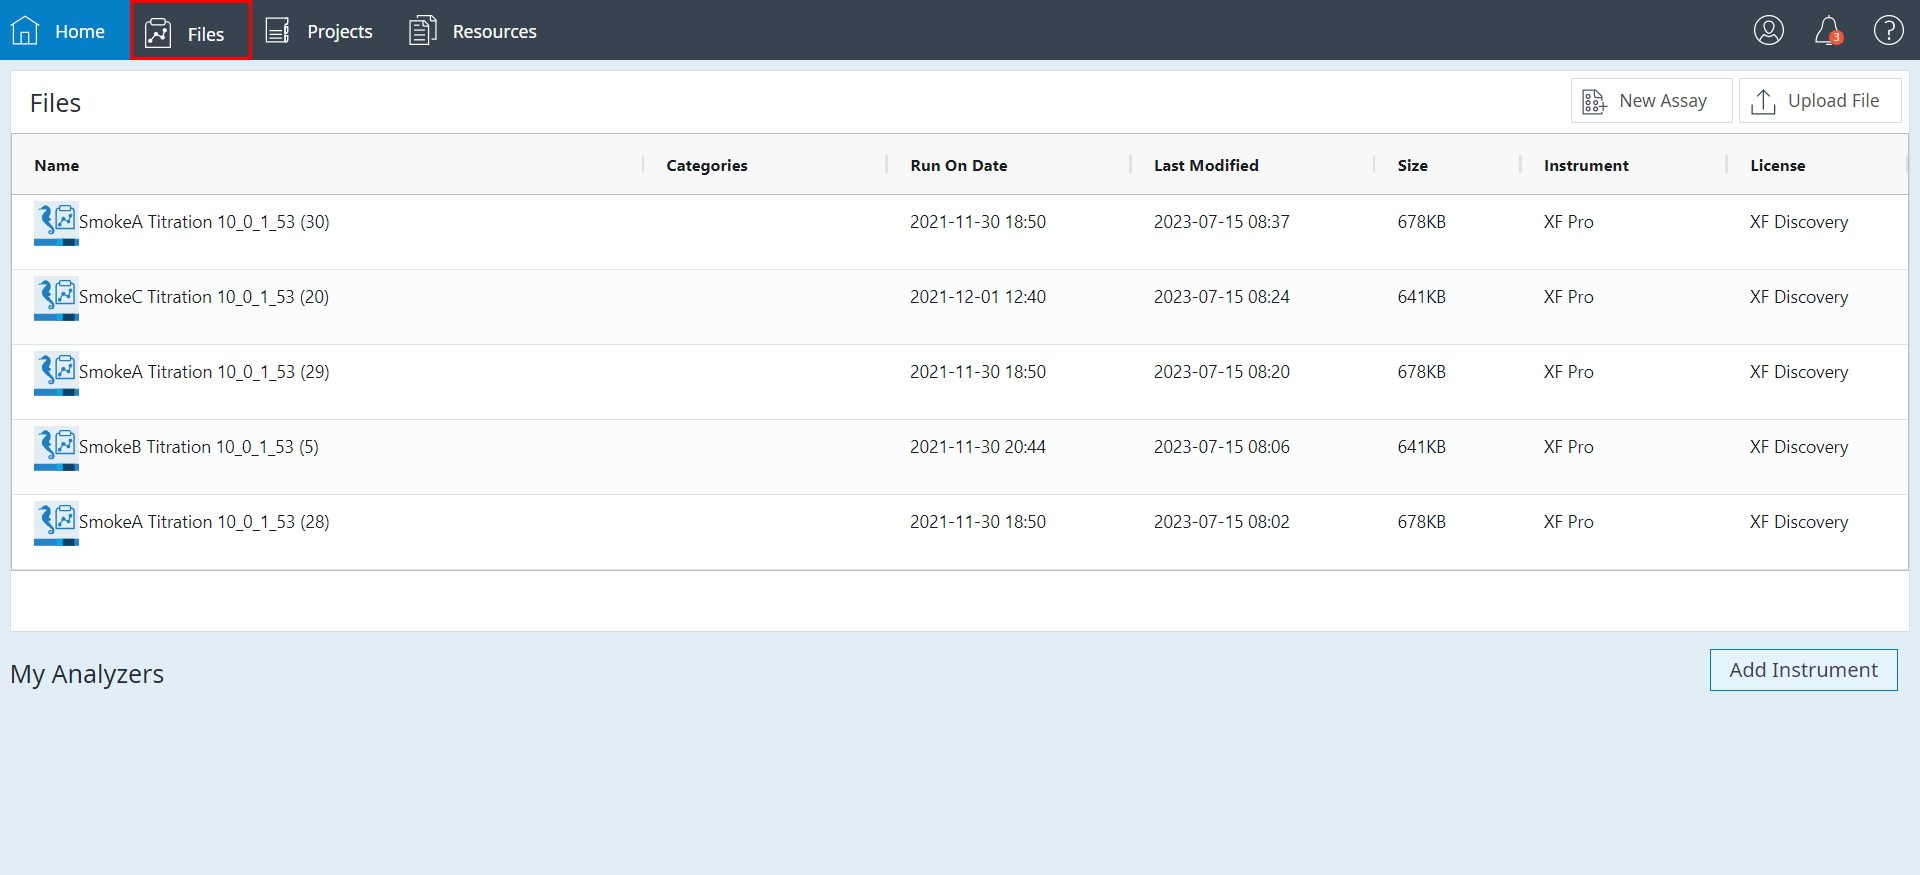 Home Files Projects Resources 3 ?
Files New Assay Upload File
Name Categories Run On Date Last Modified Size Instrument License
SmokeA Titration 10_0_1_53 (30) 2021-11-30 18:50 2023-07-15 08:37 678KB XF Pro XF Discovery
SmokeC Titration 10_0_1_53 (20) 2021-12-01 12:40 2023-07-15 08:24 641KB XF Pro XF Discovery
SmokeA Titration 10_0_1_53 (29) 2021-11-30 18:50 2023-07-15 08:20 678KB XF Pro XF Discovery
SmokeB Titration 10_0_1_53 (5) 2021-11-30 20:44 2023-07-15 08:06 641KB XF Pro XF Discovery
SmokeA Titration 10_0_1_53 (28) 2021-11-30 18:50 2023-07-15 08:02 678KB XF Pro XF Discovery
My Analyzers Add Instrument